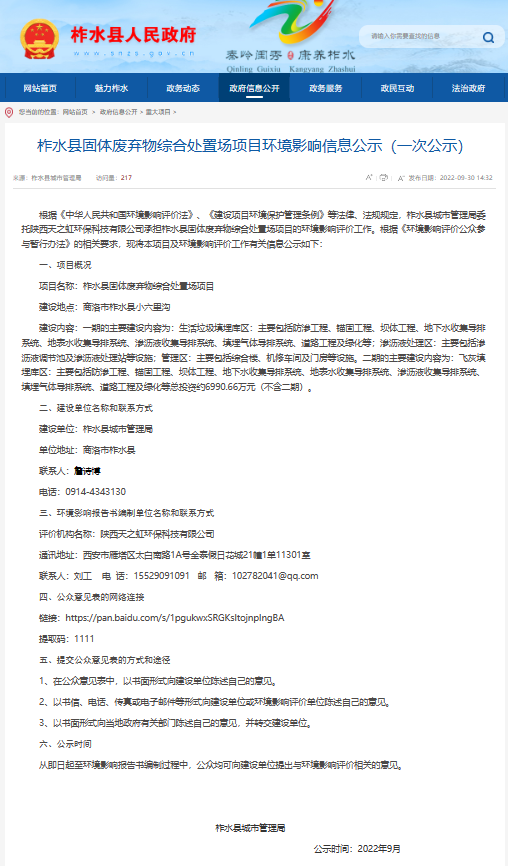 柞水县人民政府
www.snzs.gov.cn
秦岭闺秀 康养柞水
Qinling Guixiu Kangyang Zhashui
请输入你需要查找的信息
网站首页 魅力柞水 政务动态 政府信息公开 政务服务 政民互动 法治政府
您当前的位置：网站首页 > 政府信息公开 > 重大项目 >
柞水县固体废弃物综合处置场项目环境影响信息公示（一次公示）
来源：柞水县城市管理局 访问量：217 发布日期：2022-09-30 14:32
根据《中华人民共和国环境影响评价法》、《建设项目环境保护管理条例》等法律、法规规定，柞水县城市管理局委
托陕西天之虹环保科技有限公司承担柞水县固体废弃物综合处置场项目的环境影响评价工作。根据《环境影响评价公众参
与暂行办法》的相关要求，现将本项目及环境影响评价工作有关信息公示如下：
一、项目概况
项目名称：柞水县固体废弃物综合处置场项目
建设地点：商洛市柞水县小六里沟
建设内容：一期的主要建设内容为：生活垃圾填埋库区：主要包括防渗工程、锚固工程、坝体工程、地下水收集导排
系统、地表水收集导排系统、渗沥液收集导排系统、填埋气体导排系统、道路工程及绿化等；渗沥液处理区：主要包括渗
沥液调节池及渗沥液处理站等设施；管理区：主要包括综合楼、机修车间及门房等设施。二期的主要建设内容为：飞灰填
埋库区：主要包括防渗工程、锚固工程、坝体工程、地下水收集导排系统、地表水收集导排系统、渗沥液收集导排系统、
填埋气体导排系统、道路工程及绿化等总投资约6990.66万元（不含二期）。
二、建设单位名称和联系方式
建设单位：柞水县城市管理局
单位地址：商洛市柞水县
联系人：詹诗博
电话：0914-4343130
三、环境影响报告书编制单位名称和联系方式
评价机构名称：陕西天之虹环保科技有限公司
通讯地址：西安市雁塔区太白南路1A号全泰假日花城21幢1单11301室
联系人：刘工 电 话：15529091091 邮 箱：102782041@qq.com
四、公众意见表的网络连接
链接：https://pan.baidu.com/s/1pgukwxSRGKsltojnpIngBA
提取码：1111
五、提交公众意见表的方式和途径
1、在公众意见表中，以书面形式向建设单位陈述自己的意见。
2、以书信、电话、传真或电子邮件等形式向建设单位或环境影响评价单位陈述自己的意见。
3、以书面形式向当地政府有关部门陈述自己的意见，并转交建设单位。
六、公示时间
从即日起至环境影响报告书编制过程中，公众均可向建设单位提出与环境影响评价相关的意见。
柞水县城市管理局
公示时间：2022年9月